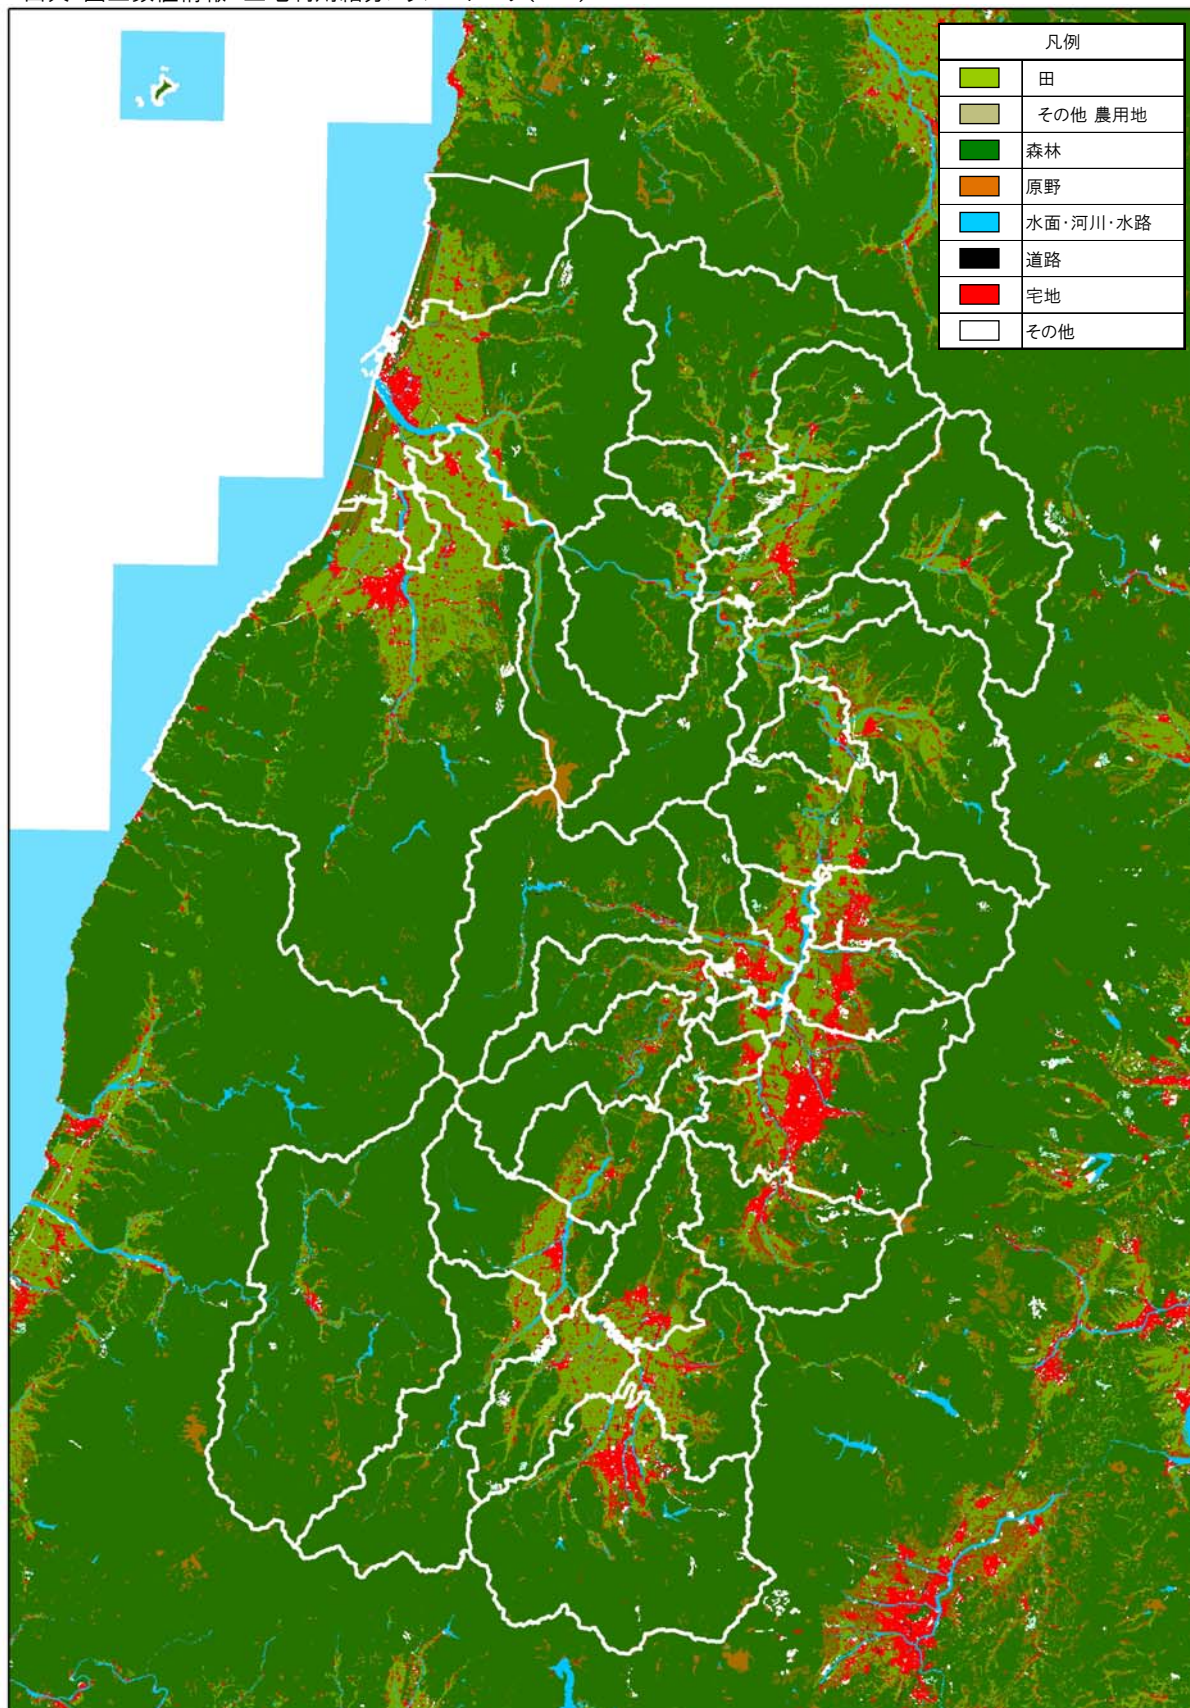 凡例
田
その他 農用地
森林
原野
水面・河川・水路
道路
宅地
その他